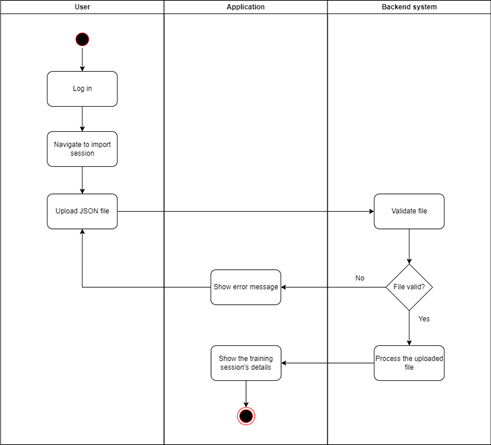 User
Application
Backend system
Log in
Navigate to import
session
Upload JSON file
Validate file
Show error message
No
File valid?
Yes
Show the training
session's details
Process the uploaded
file